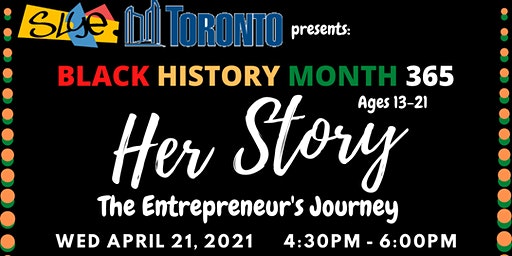 SLye TORONTO presents:
BLACK HISTORY MONTH 365
Ages 13-21
Her Story
The Entrepreneur's Journey
WED APRIL 21, 2021 4:30PM - 6:00PM